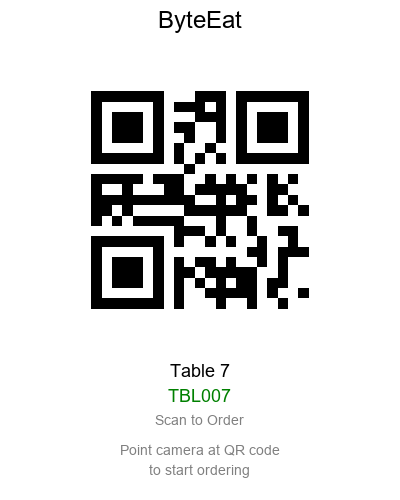 ByteEat
Table 7
TBL007
Scan to Order
Point camera at QR code
to start ordering